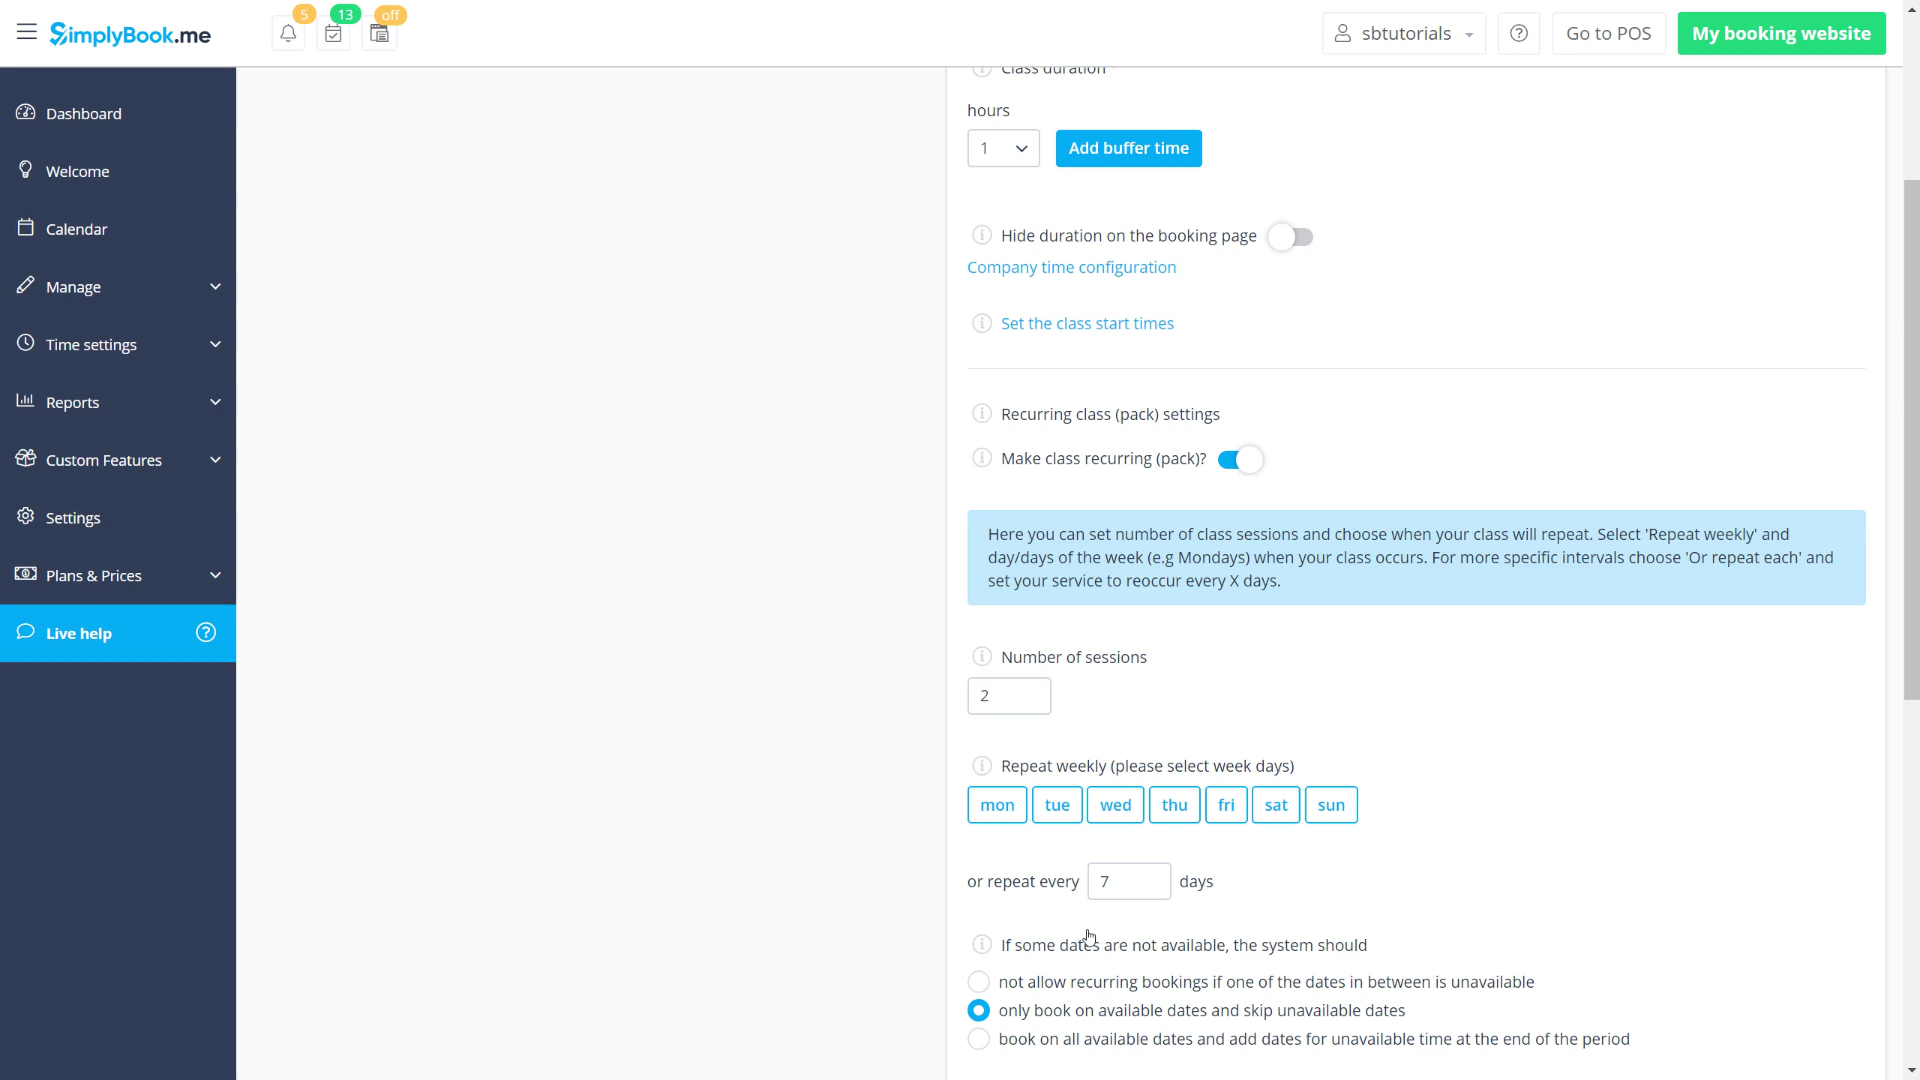 SimplyBook.me
5
13
off
sbtutorials
Go to POS
My booking website
Dashboard
Welcome
Calendar
Manage
Time settings
Reports
Custom Features
Settings
Plans & Prices
Live help
Class duration
hours
1
Add buffer time
Hide duration on the booking page
Company time configuration
Set the class start times
Recurring class (pack) settings
Make class recurring (pack)?
Here you can set number of class sessions and choose when your class will repeat. Select 'Repeat weekly' and
day/days of the week (e.g Mondays) when your class occurs. For more specific intervals choose 'Or repeat each' and
set your service to reoccur every X days.
Number of sessions
2
Repeat weekly (please select week days)
mon tue wed thu fri sat sun
or repeat every 7 days
If some dates are not available, the system should
not allow recurring bookings if one of the dates in between is unavailable
only book on available dates and skip unavailable dates
book on all available dates and add dates for unavailable time at the end of the period